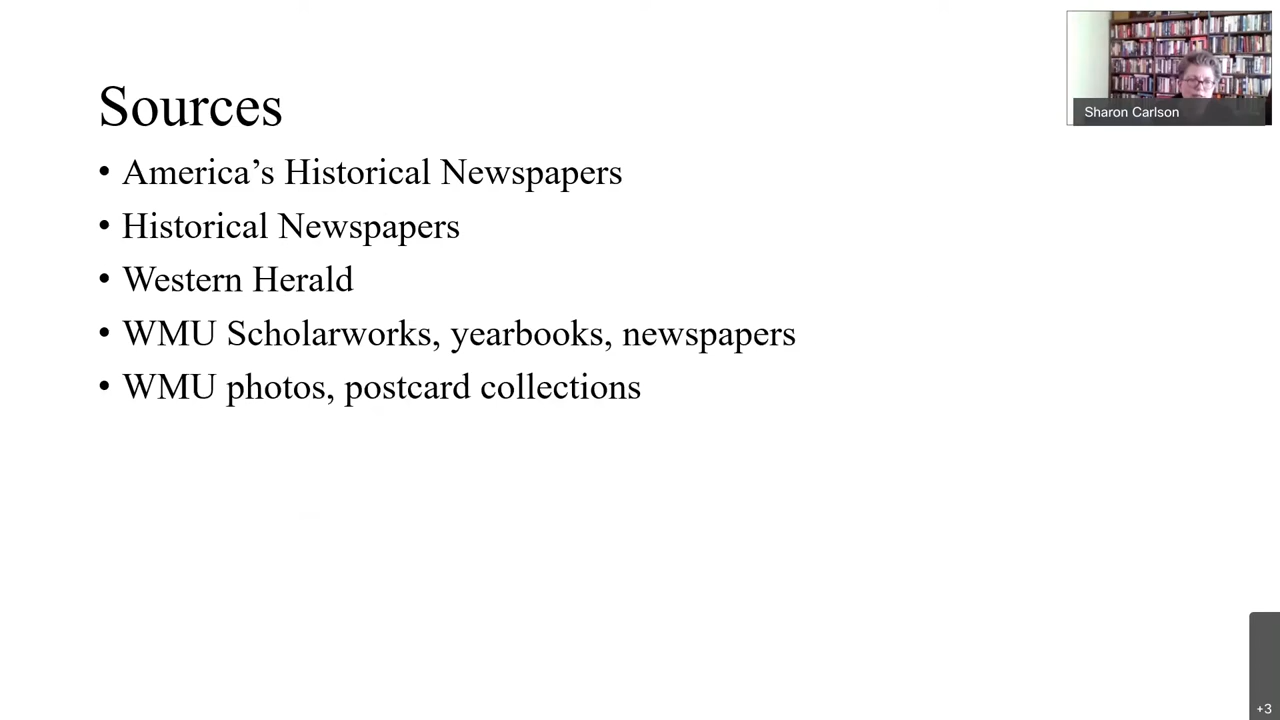 Sources
• America’s Historical Newspapers
• Historical Newspapers
• Western Herald
• WMU Scholarworks, yearbooks, newspapers
• WMU photos, postcard collections
Sharon Carlson
+3